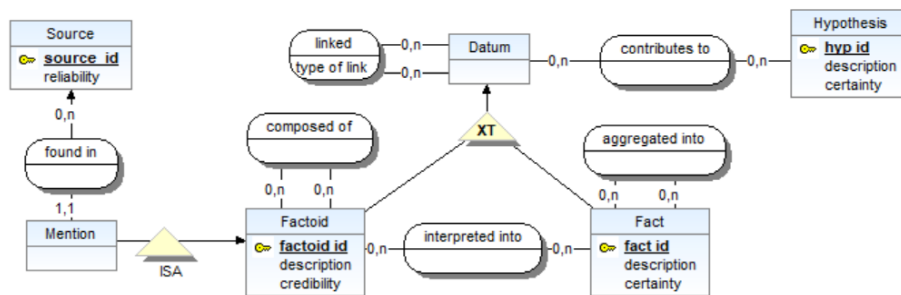 Source
source_id
reliability
0,n
found in
1,1
Mention
ISA
linked
type of link
0,n
0,n
Datum
0,n
contributes to
0,n
Hypothesis
hyp id
description
certainty
XT
composed of
0,n
0,n
Factoid
factoid id
description
credibility
0,n
interpreted into
0,n
aggregated into
0,n
0,n
Fact
fact id
description
certainty